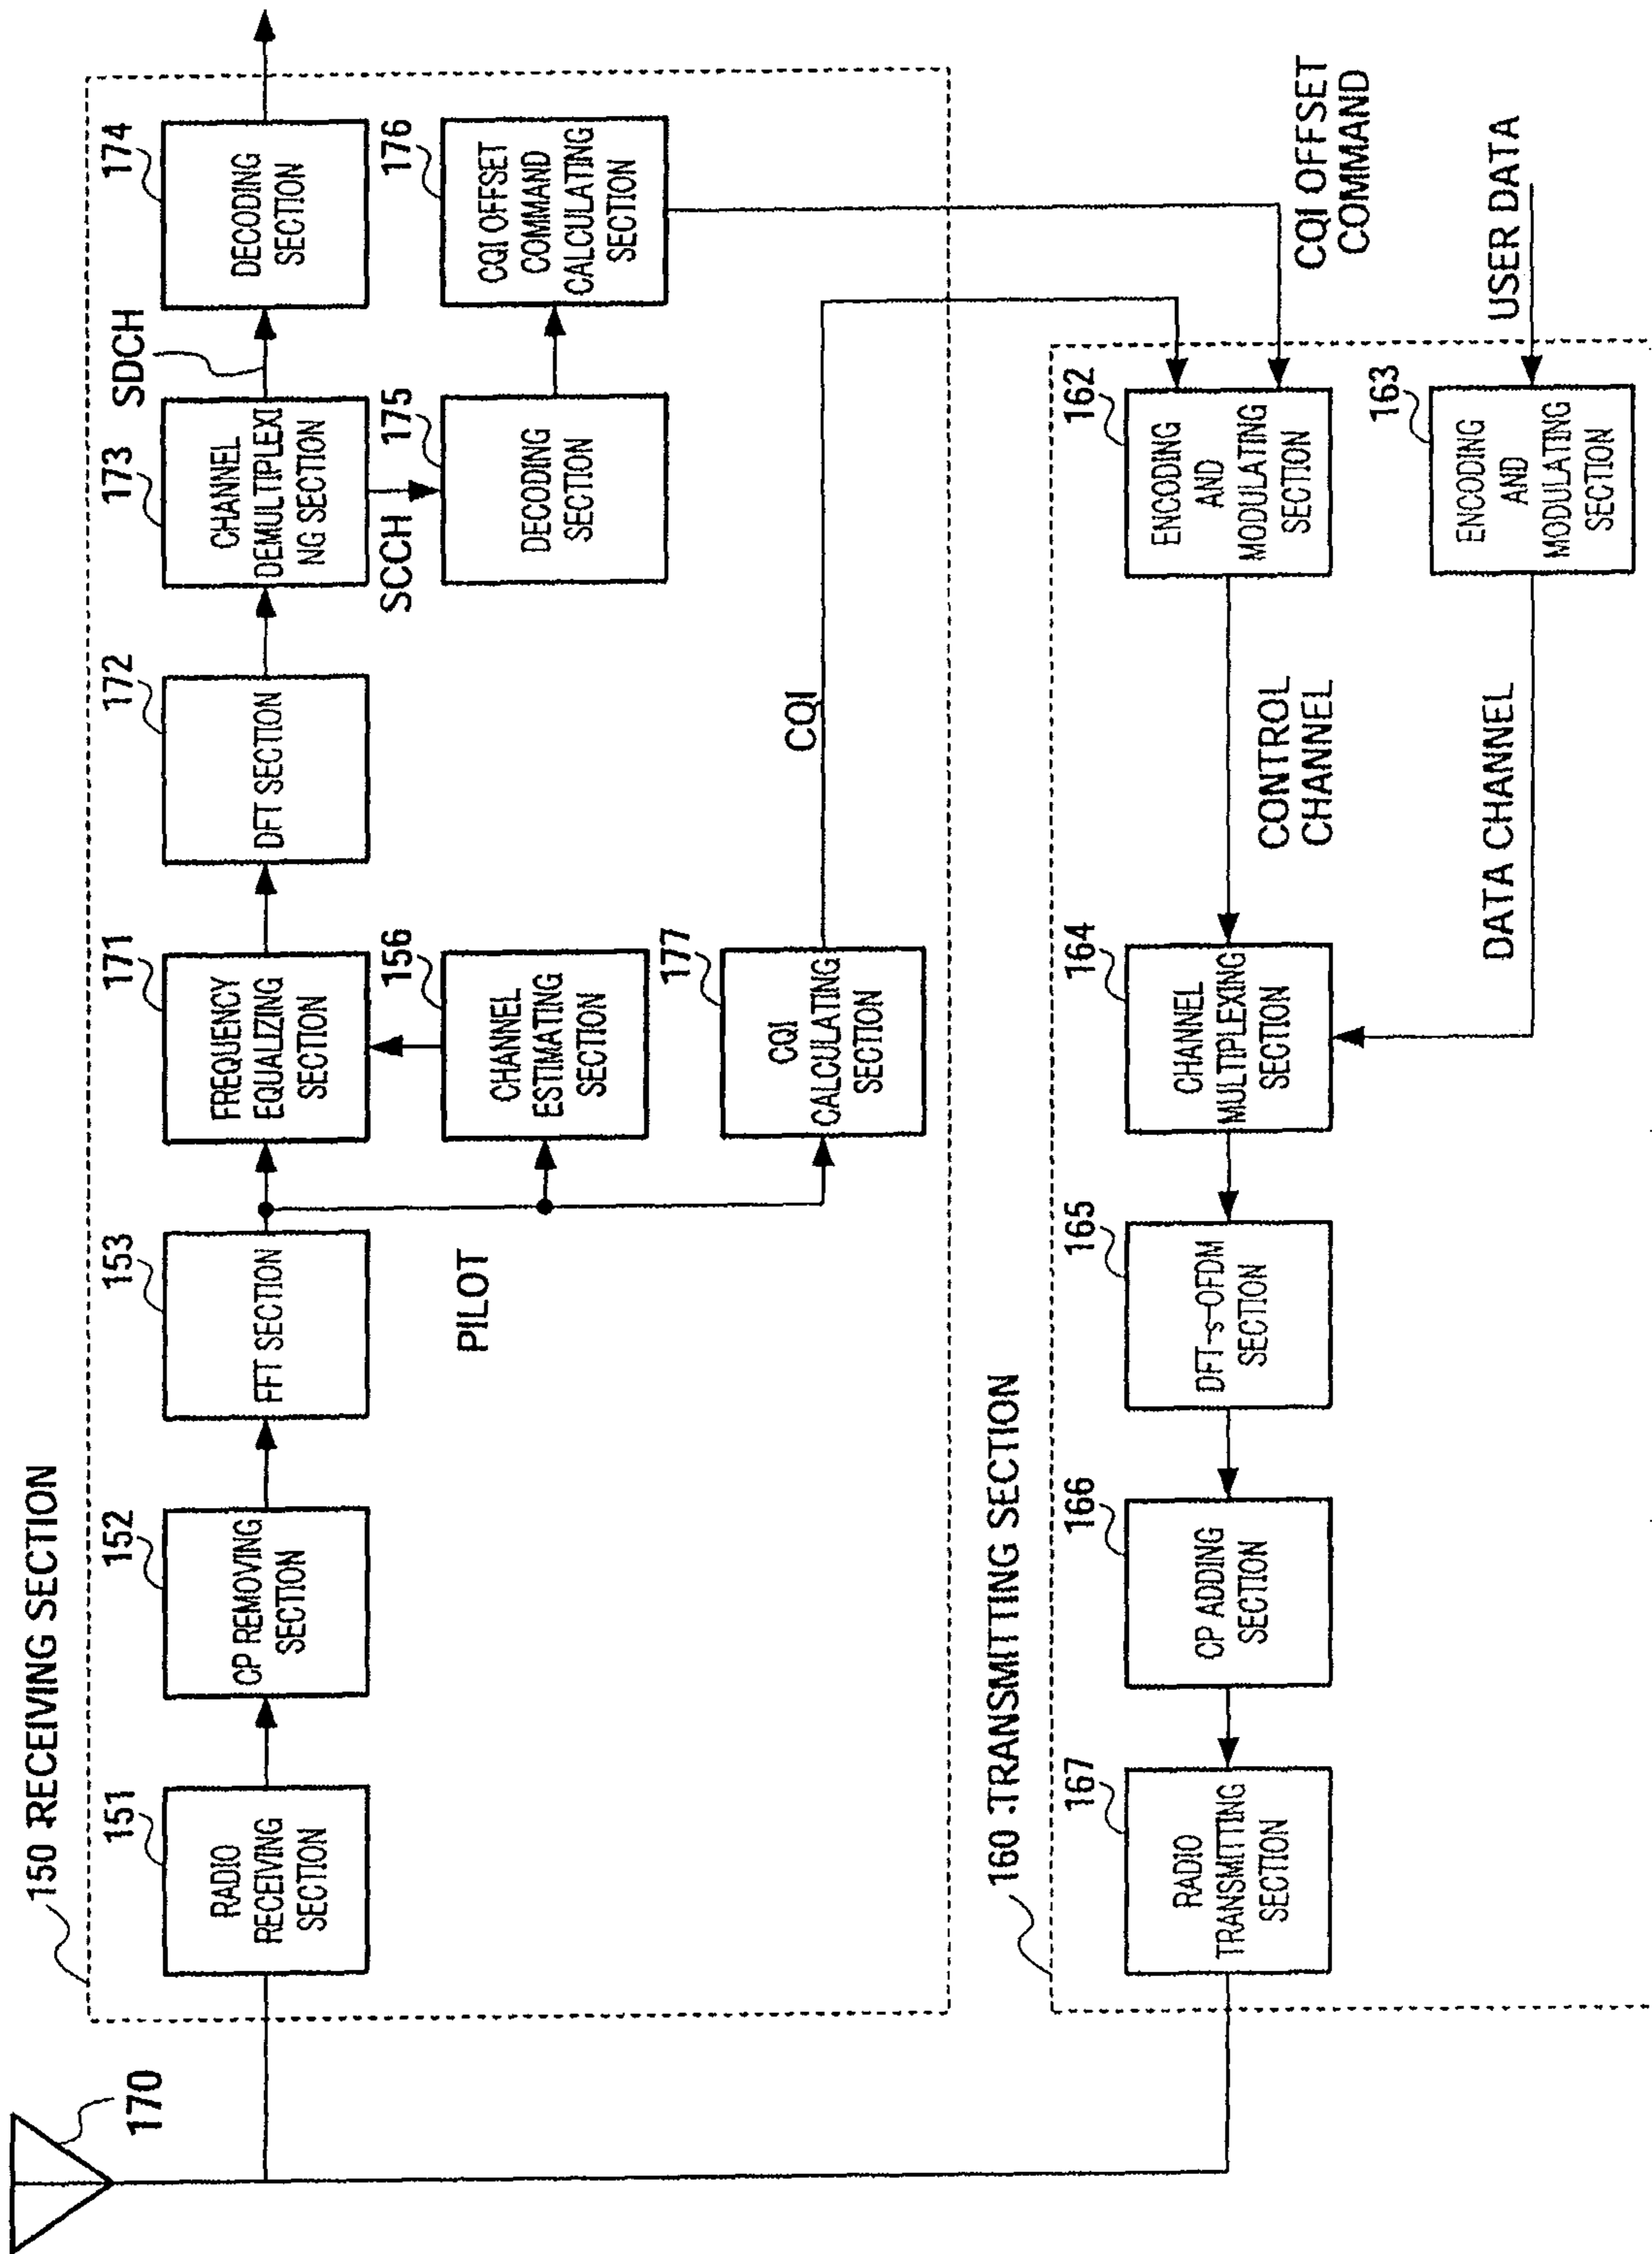 150 RECEIVING SECTION
170
151
RADIO
RECEIVING
SECTION
152
CP REMOVING
SECTION
153
FFT SECTION
PILOT
171
FREQUENCY
EQUALIZING
SECTION
156
CHANNEL
ESTIMATING
SECTION
177
CQI
CALCULATING
SECTION
172
DFT SECTION
173
CHANNEL
DEMULTIPLEXI
NG SECTION
SDCH
174
DECODING
SECTION
SCCH
175
DECODING
SECTION
176
CQI OFFSET
COMMAND
CALCULATING
SECTION
CQI
160 TRANSMITTING SECTION
167
RADIO
TRANSMITTING
SECTION
166
CP ADDING
SECTION
165
DFT-s-OFDM
SECTION
164
CHANNEL
MULTIPLEXING
SECTION
CONTROL
CHANNEL
162
ENCODING
AND
MODULATING
SECTION
CQI OFFSET
COMMAND
DATA CHANNEL
163
ENCODING
AND
MODULATING
SECTION
USER DATA